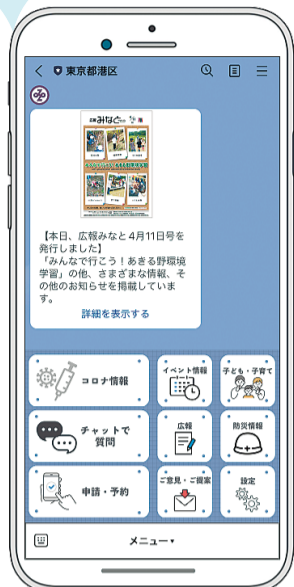 東京都港区
広報みなと
【本日、広報みなと4月11日号を
発行しました】
「みんなで行こう！あきる野環境
学習」の他、さまざまな情報、そ
の他のお知らせを掲載していま
す。
詳細を表示する
コロナ情報
イベント情報
子ども・子育て
チャットで
質問
広報
防災情報
申請・予約
ご意見・ご提案
設定
メニュー▾